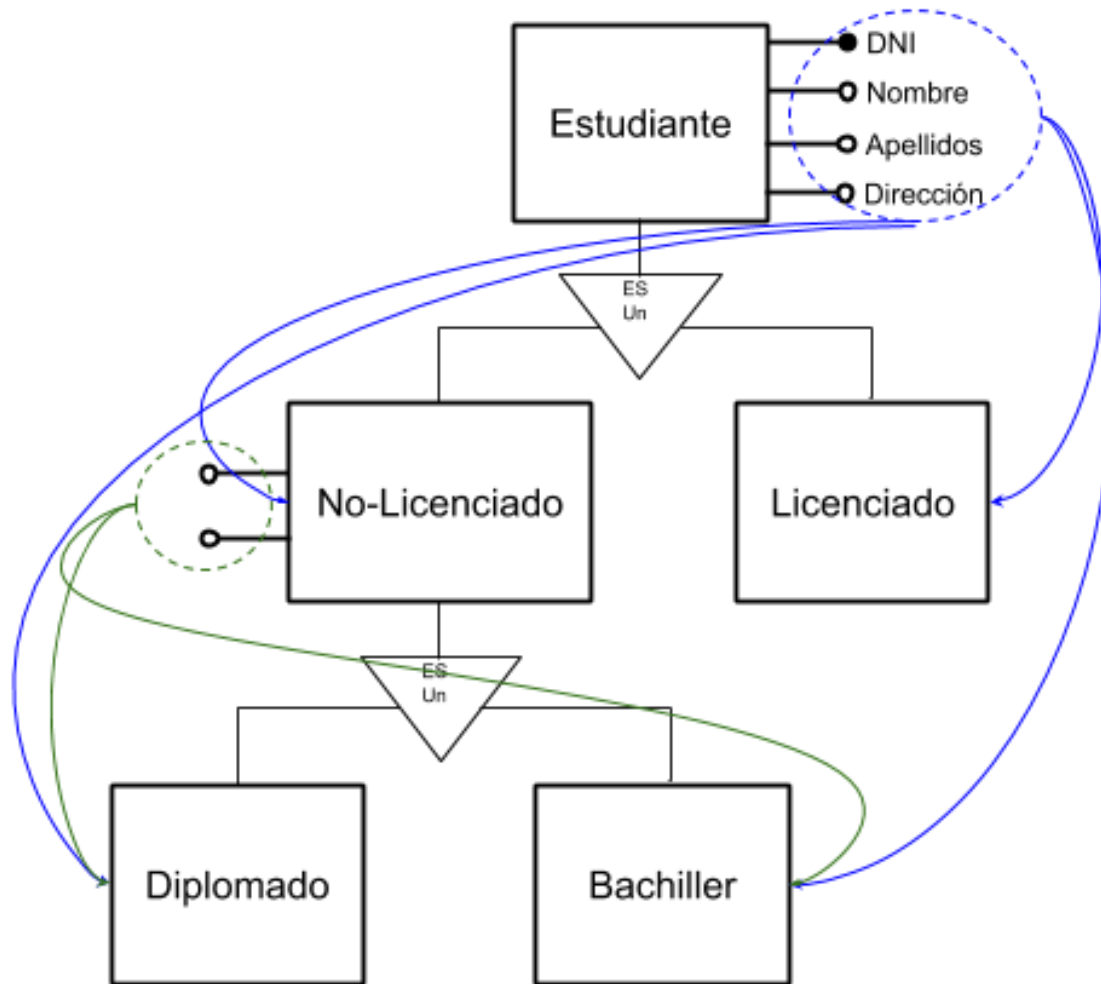 DNI
Nombre
Estudiante
Apellidos
Dirección
ES
Un
No-Licenciado
Licenciado
ES
Un
Diplomado
Bachiller